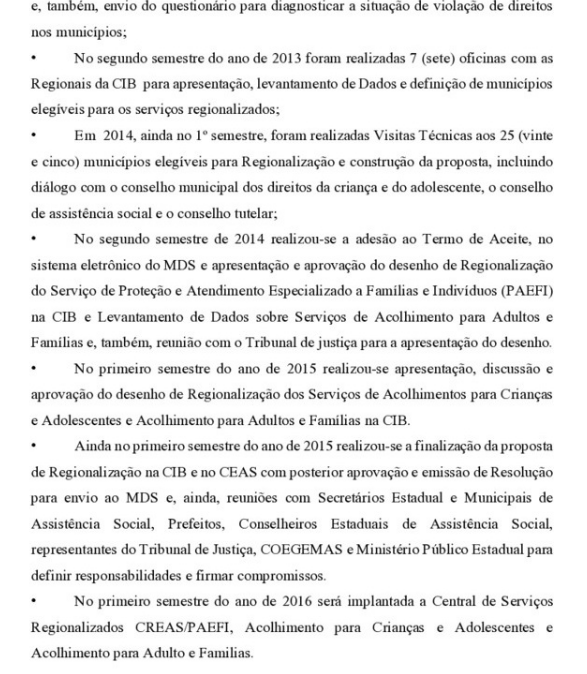 e, também, envio do questionário para diagnosticar a situação de violação de direitos
nos municípios;
• No segundo semestre do ano de 2013 foram realizadas 7 (sete) oficinas com as
Regionais da CIB para apresentação, levantamento de Dados e definição de municípios
elegíveis para os serviços regionalizados;
• Em 2014, ainda no 1º semestre, foram realizadas Visitas Técnicas aos 25 (vinte
e cinco) municípios elegíveis para Regionalização e construção da proposta, incluindo
diálogo com o conselho municipal dos direitos da criança e do adolescente, o conselho
de assistência social e o conselho tutelar;
• No segundo semestre de 2014 realizou-se a adesão ao Termo de Aceite, no
sistema eletrônico do MDS e apresentação e aprovação do desenho de Regionalização
do Serviço de Proteção e Atendimento Especializado a Famílias e Indivíduos (PAEFI)
na CIB e Levantamento de Dados sobre Serviços de Acolhimento para Adultos e
Famílias e, também, reunião com o Tribunal de justiça para a apresentação do desenho.
• No primeiro semestre do ano de 2015 realizou-se apresentação, discussão e
aprovação do desenho de Regionalização dos Serviços de Acolhimentos para Crianças
e Adolescentes e Acolhimento para Adultos e Famílias na CIB.
• Ainda no primeiro semestre do ano de 2015 realizou-se a finalização da proposta
de Regionalização na CIB e no CEAS com posterior aprovação e emissão de Resolução
para envio ao MDS e, ainda, reuniões com Secretários Estadual e Municipais de
Assistência Social, Prefeitos, Conselheiros Estaduais de Assistência Social,
representantes do Tribunal de Justiça, COEGEMAS e Ministério Público Estadual para
definir responsabilidades e firmar compromissos.
• No primeiro semestre do ano de 2016 será implantada a Central de Serviços
Regionalizados CREAS/PAEFI, Acolhimento para Crianças e Adolescentes e
Acolhimento para Adulto e Familias.